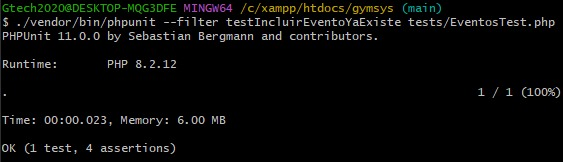 Gtech2020@DESKTOP-MQG3DFE MINGW64 /c/xampp/htdocs/gymsys (main)
$ ./vendor/bin/phpunit --filter testIncluirEventoYaExiste tests/EventosTest.php
PHPUnit 11.0.0 by Sebastian Bergmann and contributors.
Runtime:       PHP 8.2.12
.                                                                   1 / 1 (100%)
Time: 00:00.023, Memory: 6.00 MB
OK (1 test, 4 assertions)